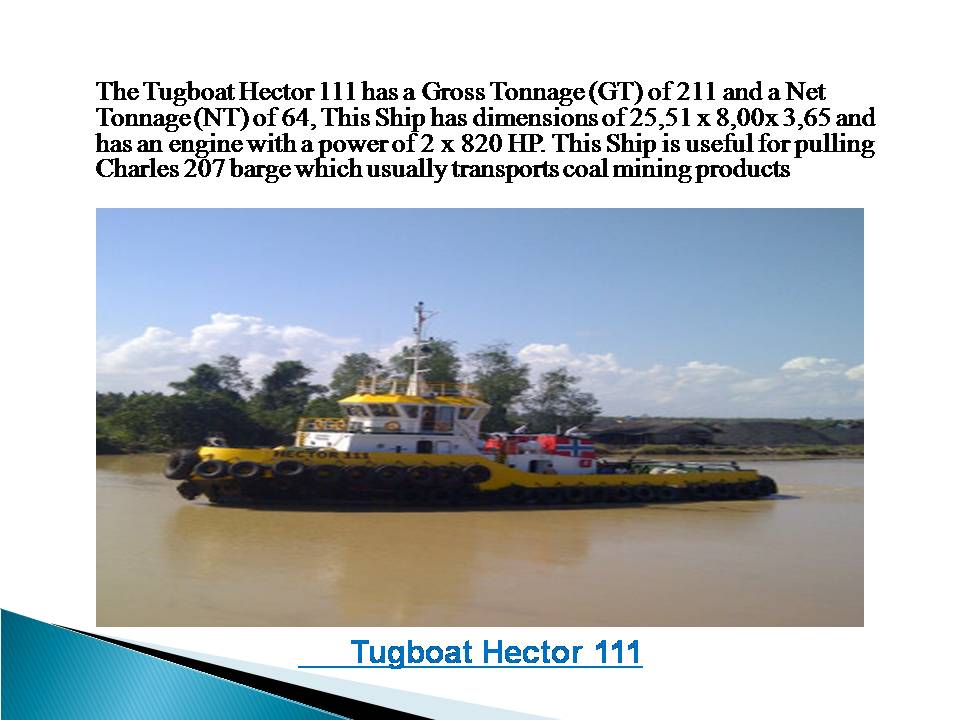 The Tugboat Hector 111 has a Gross Tonnage (GT) of 211 and a Net
Tonnage (NT) of 64, This Ship has dimensions of 25,51 x 8,00x 3,65 and
has an engine with a power of 2 x 820 HP. This Ship is useful for pulling
Charles 207 barge which usually transports coal mining products
HECTOR 111
Tugboat Hector 111